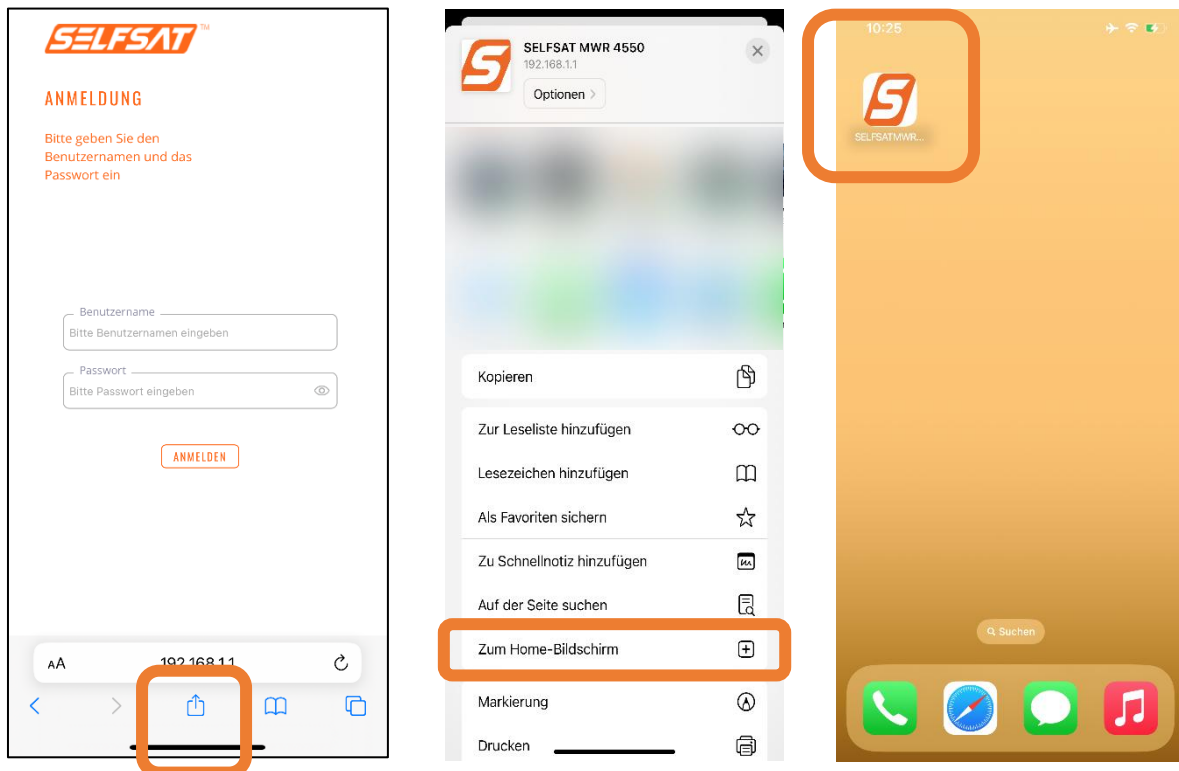 SELFSAT™
ANMELDUNG
Bitte geben Sie den
Benutzernamen und das
Passwort ein
Benutzername
Bitte Benutzernamen eingeben
Passwort
Bitte Passwort eingeben
ANMELDEN
AA 192.168.1.1
S
SELFSAT MWR 4550
192.168.1.1
Optionen >
Kopieren
Zur Leseliste hinzufügen
Lesezeichen hinzufügen
Als Favoriten sichern
Zu Schnellnotiz hinzufügen
Auf der Seite suchen
Zum Home-Bildschirm
Markierung
Drucken
10:25
S
SELFSATMWR...
Suchen